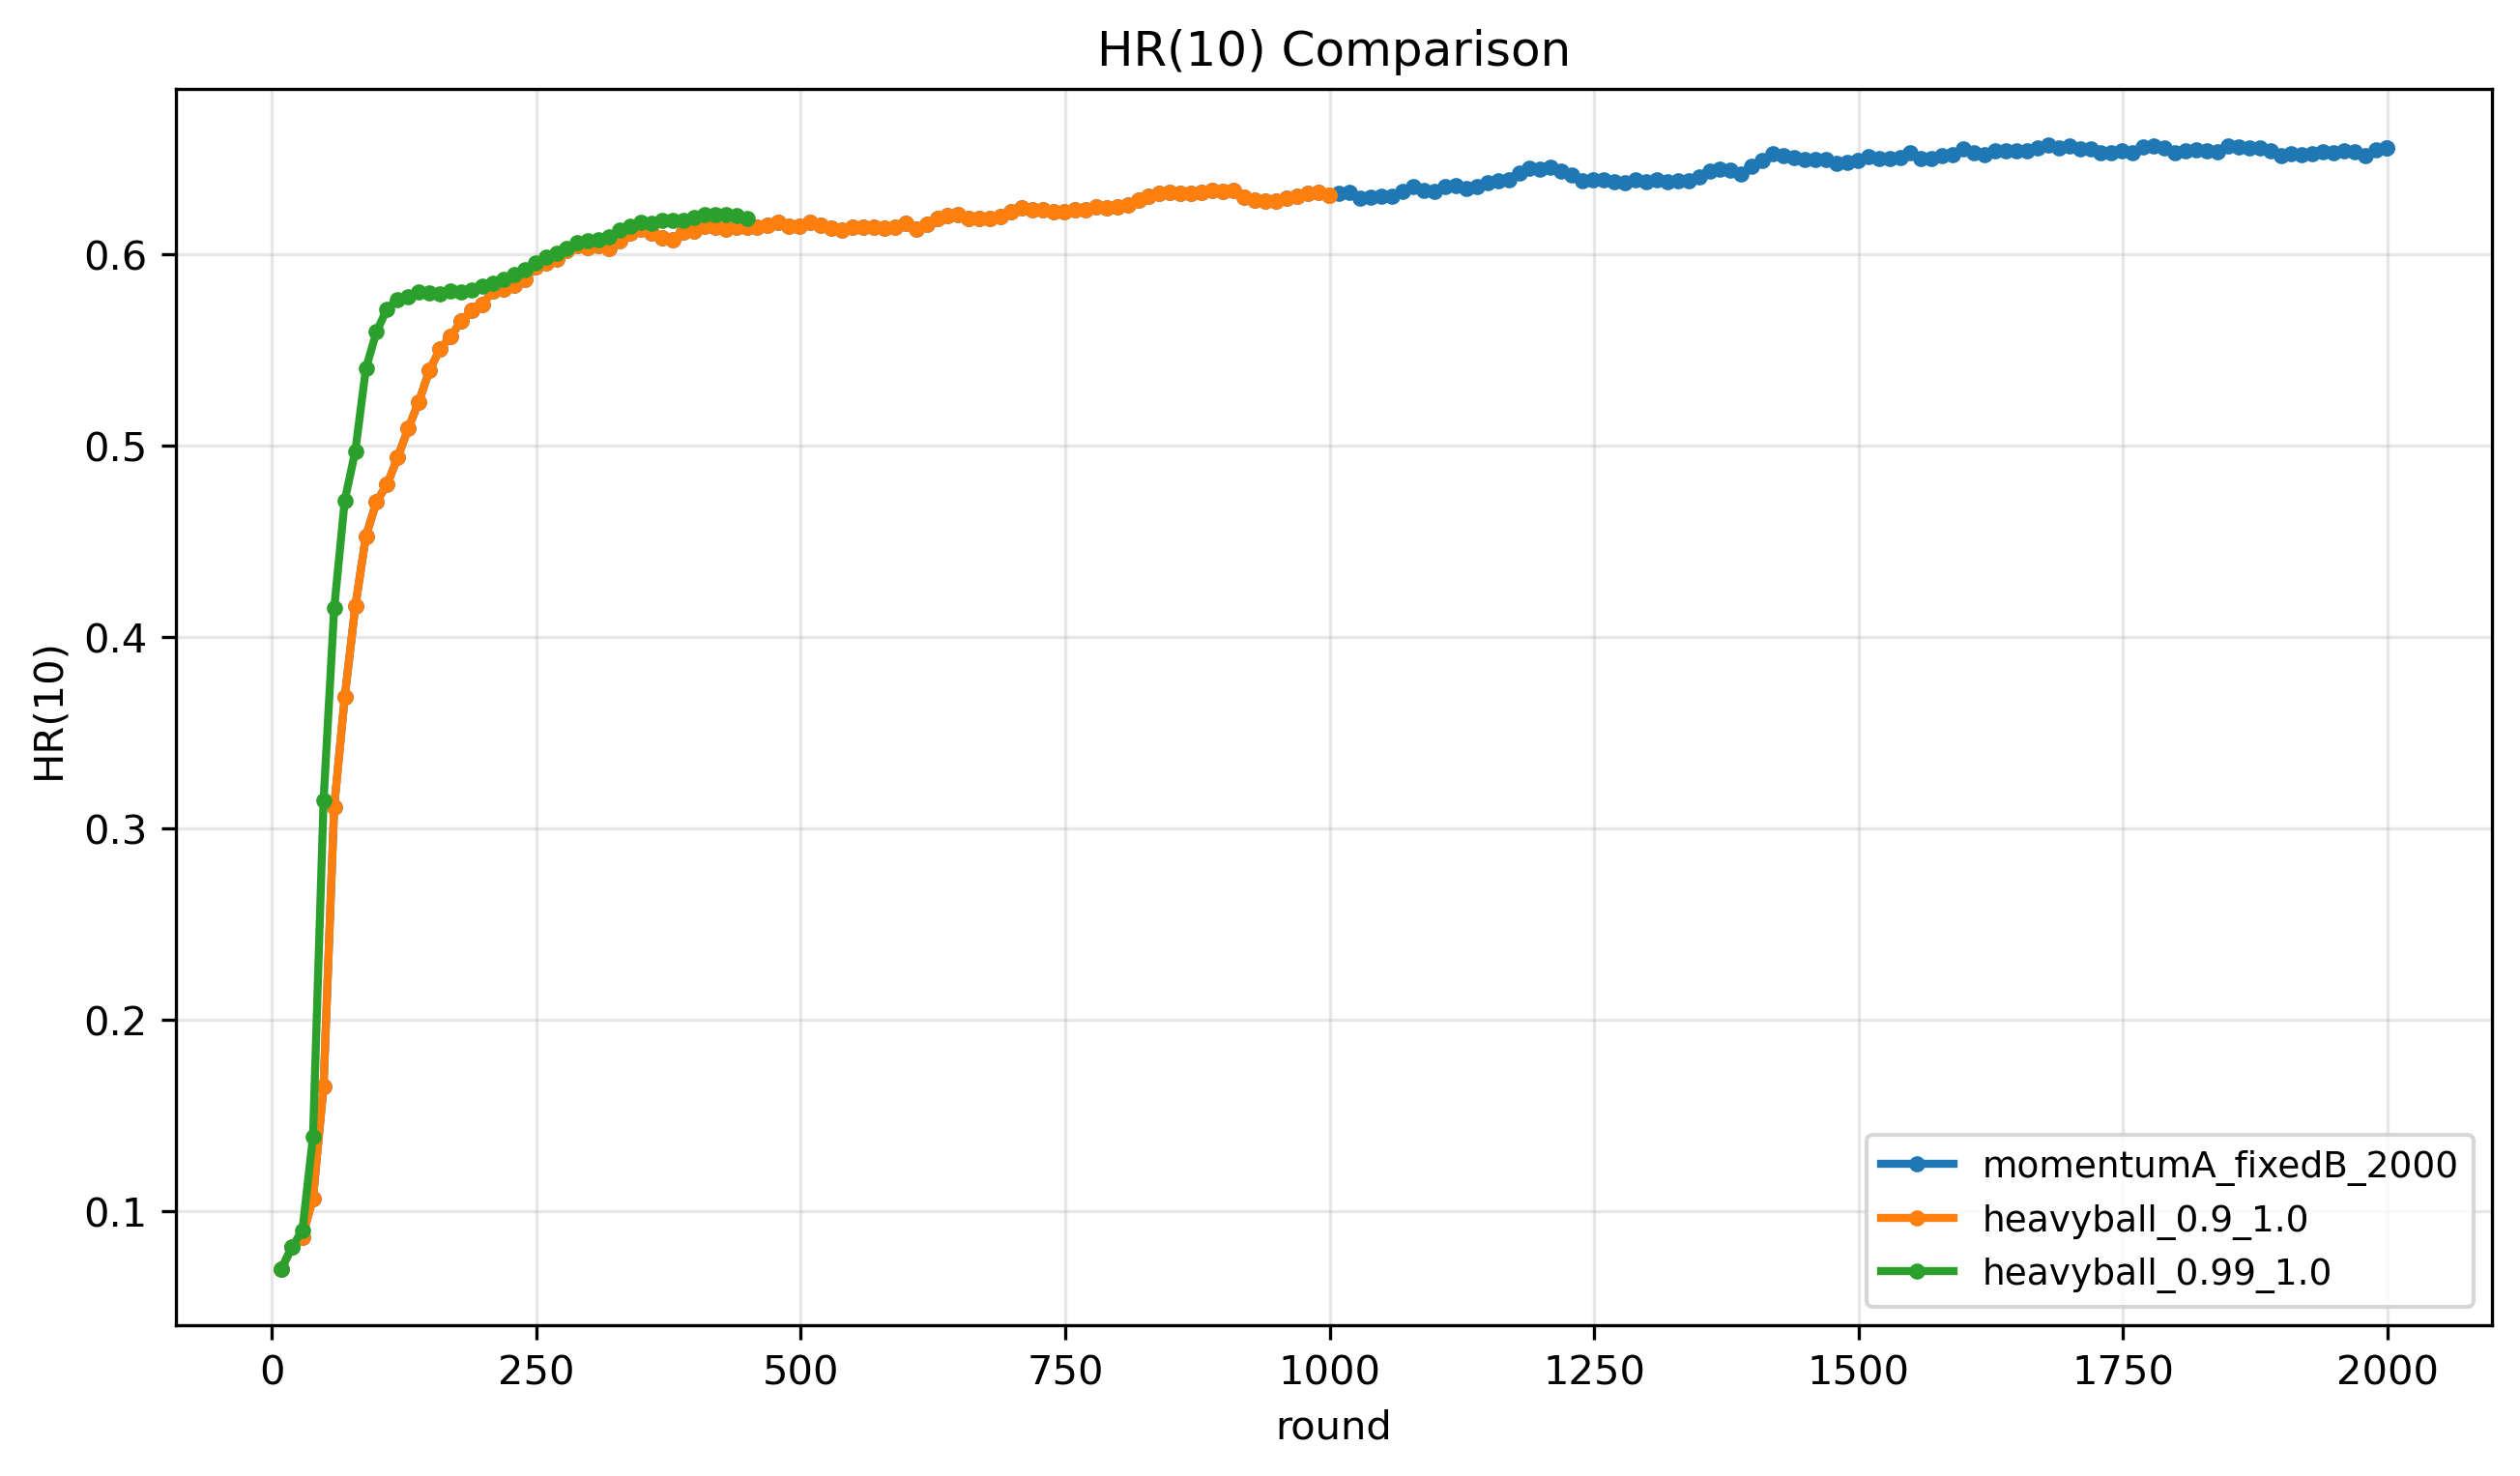 HR(10) Comparison
HR(10)
0.6
0.5
0.4
0.3
0.2
0.1
0 250 500 750 1000 1250 1500 1750 2000
round
momentumA_fixedB_2000
heavyball_0.9_1.0
heavyball_0.99_1.0